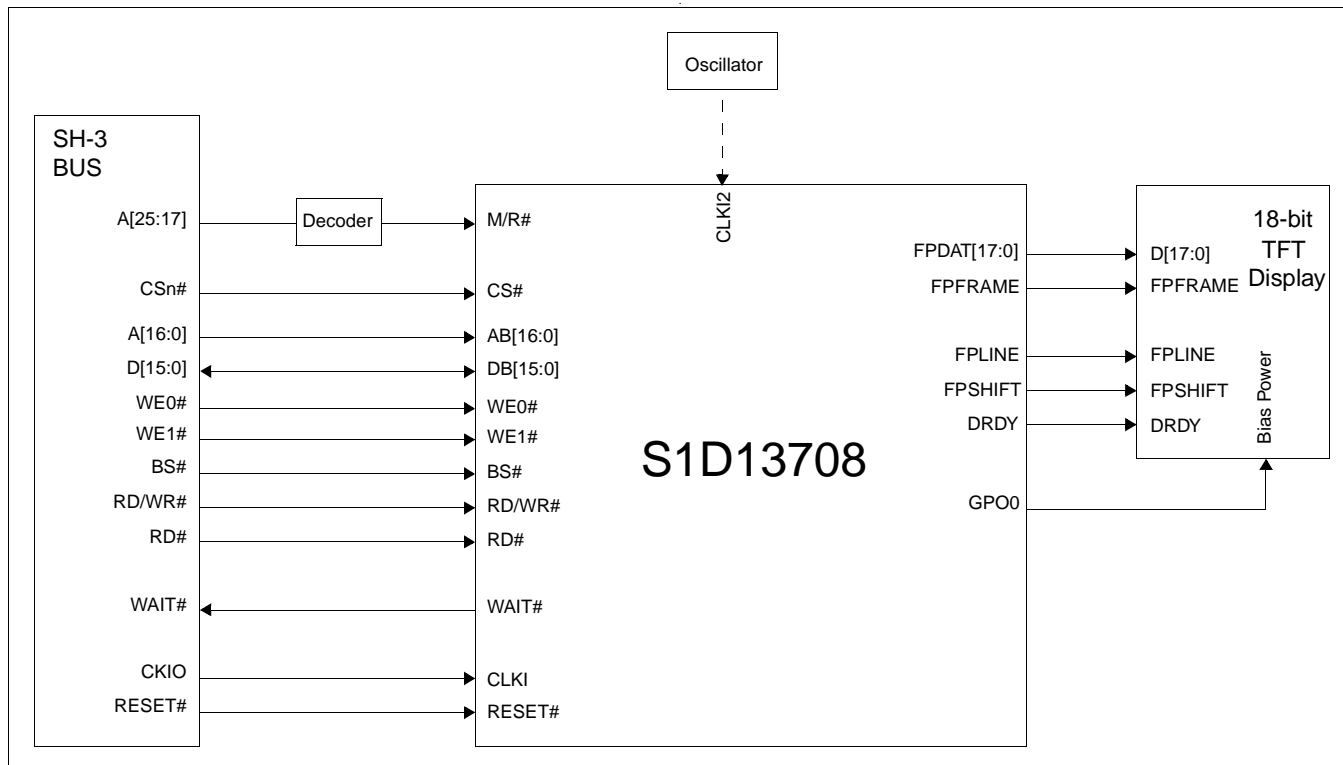 Oscillator
SH-3
BUS
A[25:17]
CSn#
A[16:0]
D[15:0]
WE0#
WE1#
BS#
RD/WR#
RD#
WAIT#
CKIO
RESET#
Decoder
M/R#
CS#
AB[16:0]
DB[15:0]
WE0#
WE1#
BS#
RD/WR#
RD#
WAIT#
CLKI
RESET#
CLKI2
S1D13708
FPDAT[17:0]
FPFRAME
FPLINE
FPSHIFT
DRDY
GPO0
18-bit
TFT
Display
D[17:0]
FPFRAME
FPLINE
FPSHIFT
DRDY
Bias Power